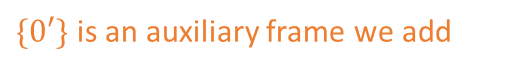 {0′} is an auxiliary frame we add